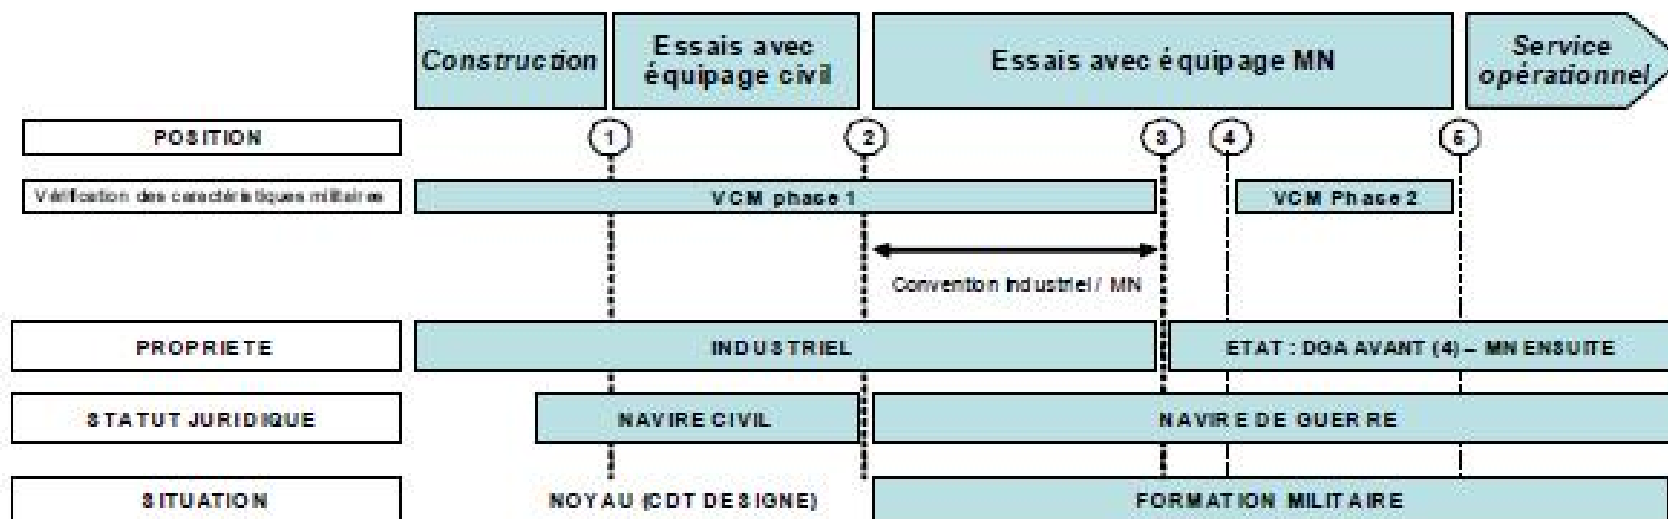 Construction
Essais avec
équipage civil
Essais avec équipage MN
Service
opérationnel
POSITION
1
2
3
4
5
Vérification des caractéristiques militaires
VCM phase 1
VCM Phase 2
Convention Industriel / MN
PROPRIETE
INDUSTRIEL
ETAT : DGA AVANT (4) – MN ENSUITE
STATUT JURIDIQUE
NAVIRE CIVIL
NAVIRE DE GUERRE
SITUATION
NOYAU (CDT DESIGNE)
FORMATION MILITAIRE